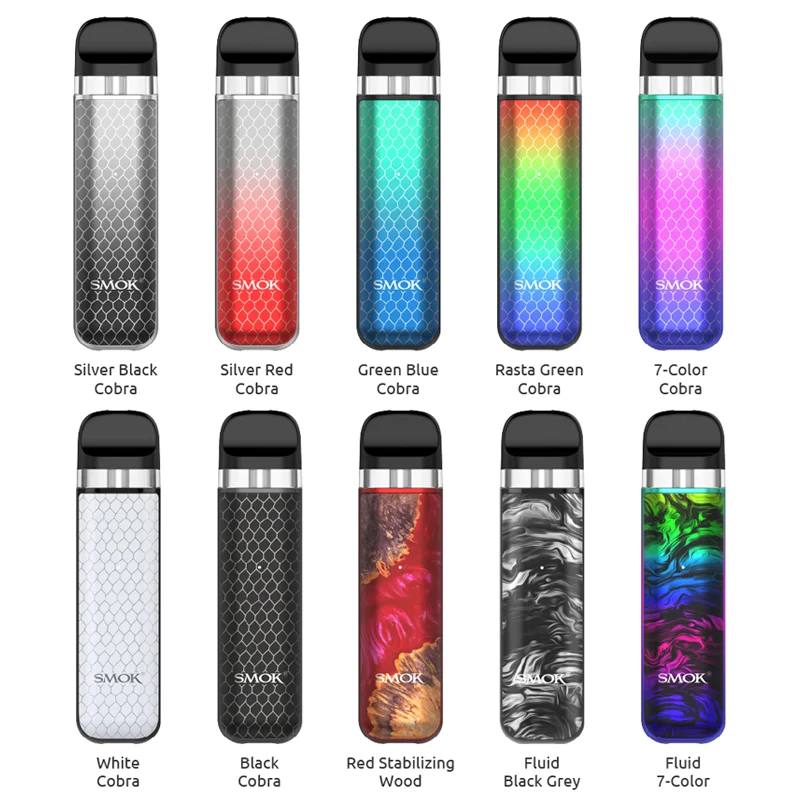 SMOK
SMOK
SMOK
SMOK
SMOK
Silver Black
Cobra
Silver Red
Cobra
Green Blue
Cobra
Rasta Green
Cobra
7-Color
Cobra
SMOK
SMOK
SMOK
SMOK
SMOK
White
Cobra
Black
Cobra
Red Stabilizing
Wood
Fluid
Black Grey
Fluid
7-Color